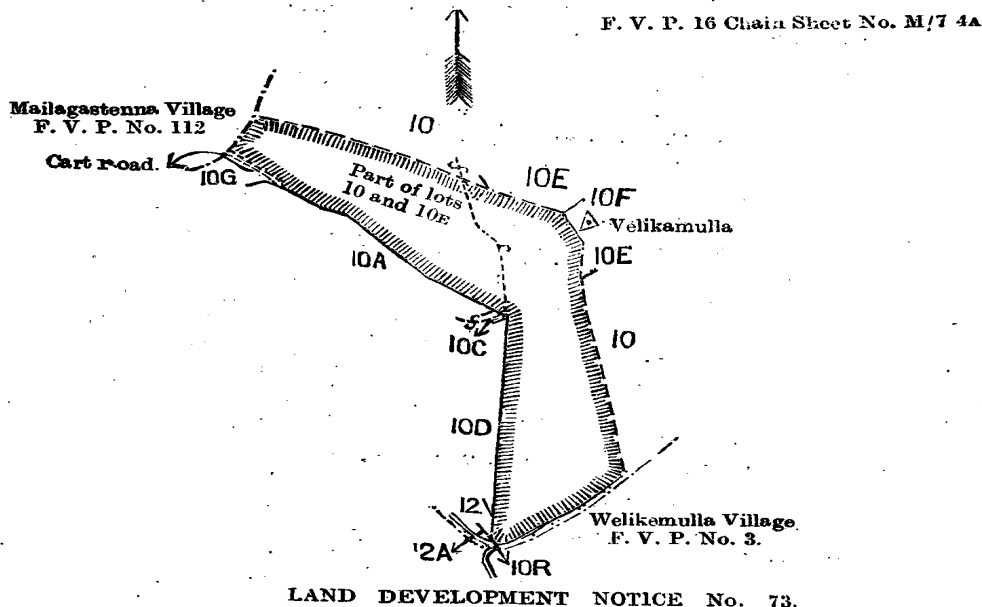 F. V. P. 16 Chain Sheet No. M/7 4A
Mailagastenna Village
F. V. P. No. 112
10
Cart road.
10G
Part of lots
10 and 10E
10E
10F
Velikamulla
10E
10A
10C
10
10D
12
12A
10R
Welikemulla Village
F. V. P. No. 3.
LAND DEVELOPMENT NOTICE No. 73.